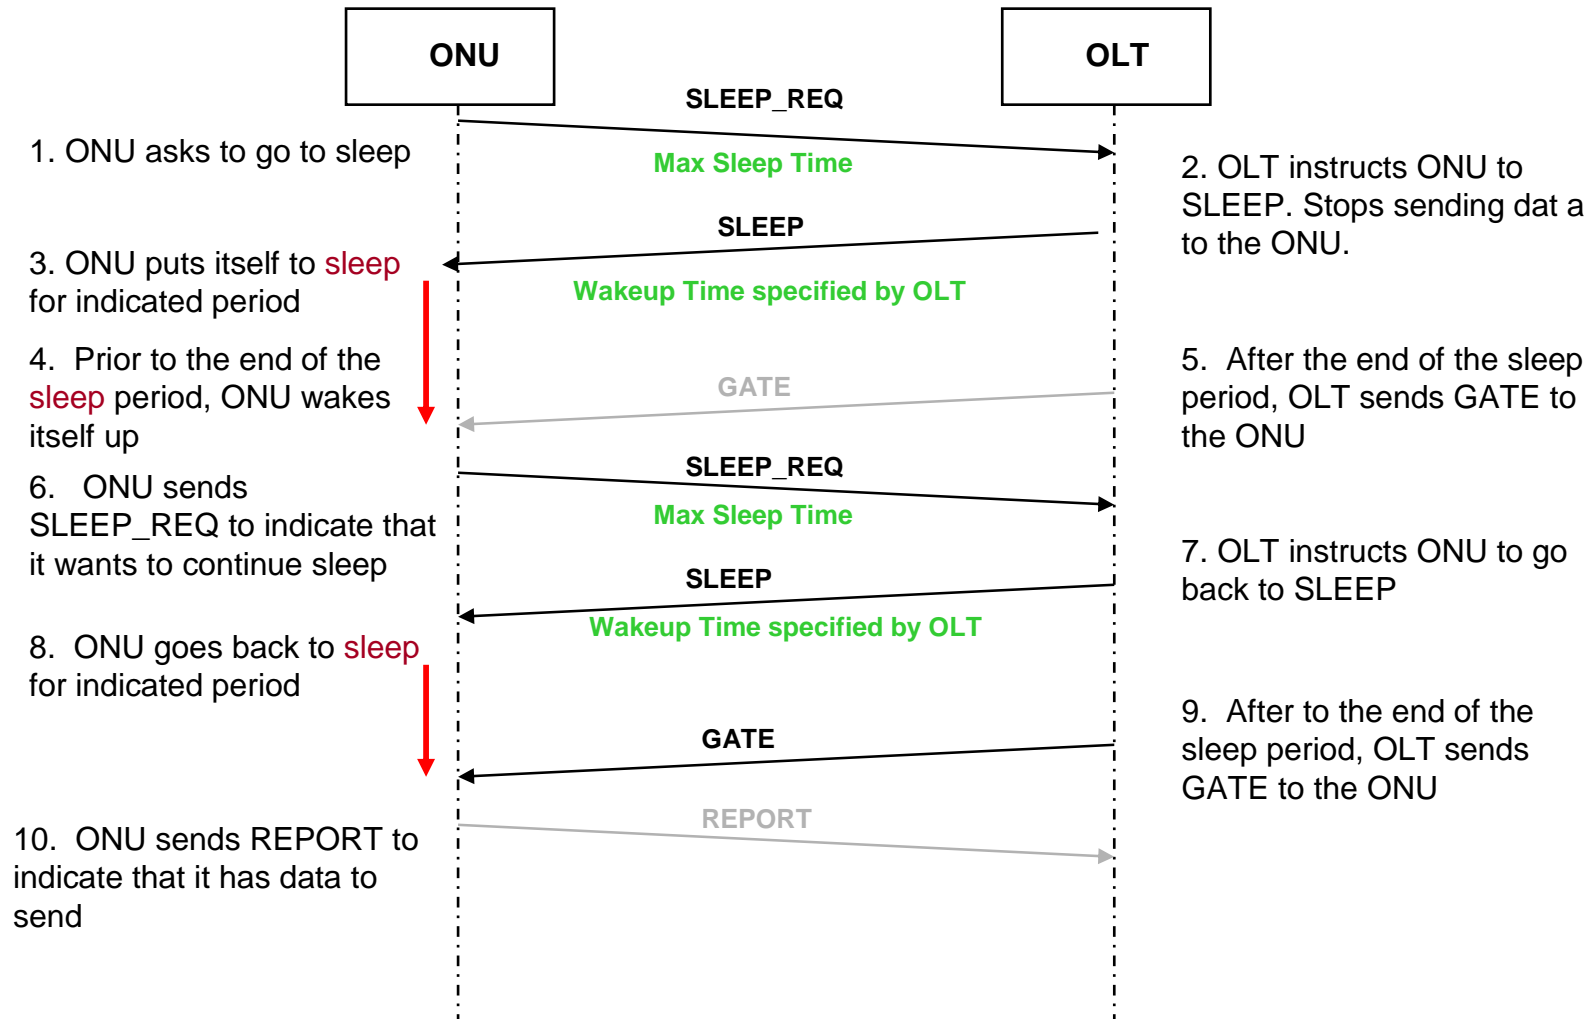 ONU
OLT
SLEEP_REQ
1. ONU asks to go to sleep
Max Sleep Time
2. OLT instructs ONU to
SLEEP. Stops sending dat a
to the ONU.
SLEEP
3. ONU puts itself to sleep
for indicated period
Wakeup Time specified by OLT
4. Prior to the end of the
sleep period, ONU wakes
itself up
GATE
5. After the end of the sleep
period, OLT sends GATE to
the ONU
SLEEP_REQ
6. ONU sends
SLEEP_REQ to indicate that
it wants to continue sleep
Max Sleep Time
7. OLT instructs ONU to go
back to SLEEP
SLEEP
Wakeup Time specified by OLT
8. ONU goes back to sleep
for indicated period
9. After to the end of the
sleep period, OLT sends
GATE to the ONU
GATE
REPORT
10. ONU sends REPORT to
indicate that it has data to
send